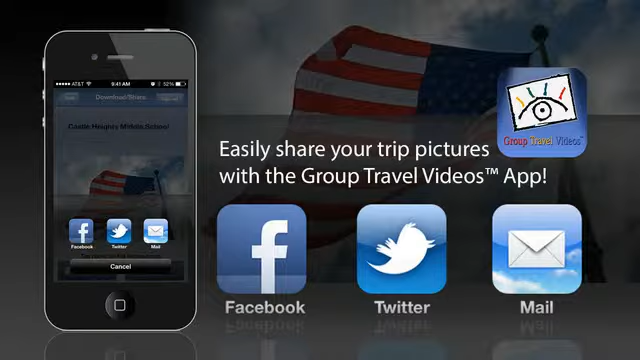 AT&T
9:41 AM
52%
Download/Share
Castle Heights Middle School
Facebook
Twitter
Mail
Cancel
Easily share your trip pictures
with the Group Travel Videos™ App!
Group Travel Videos™
Facebook
Twitter
Mail